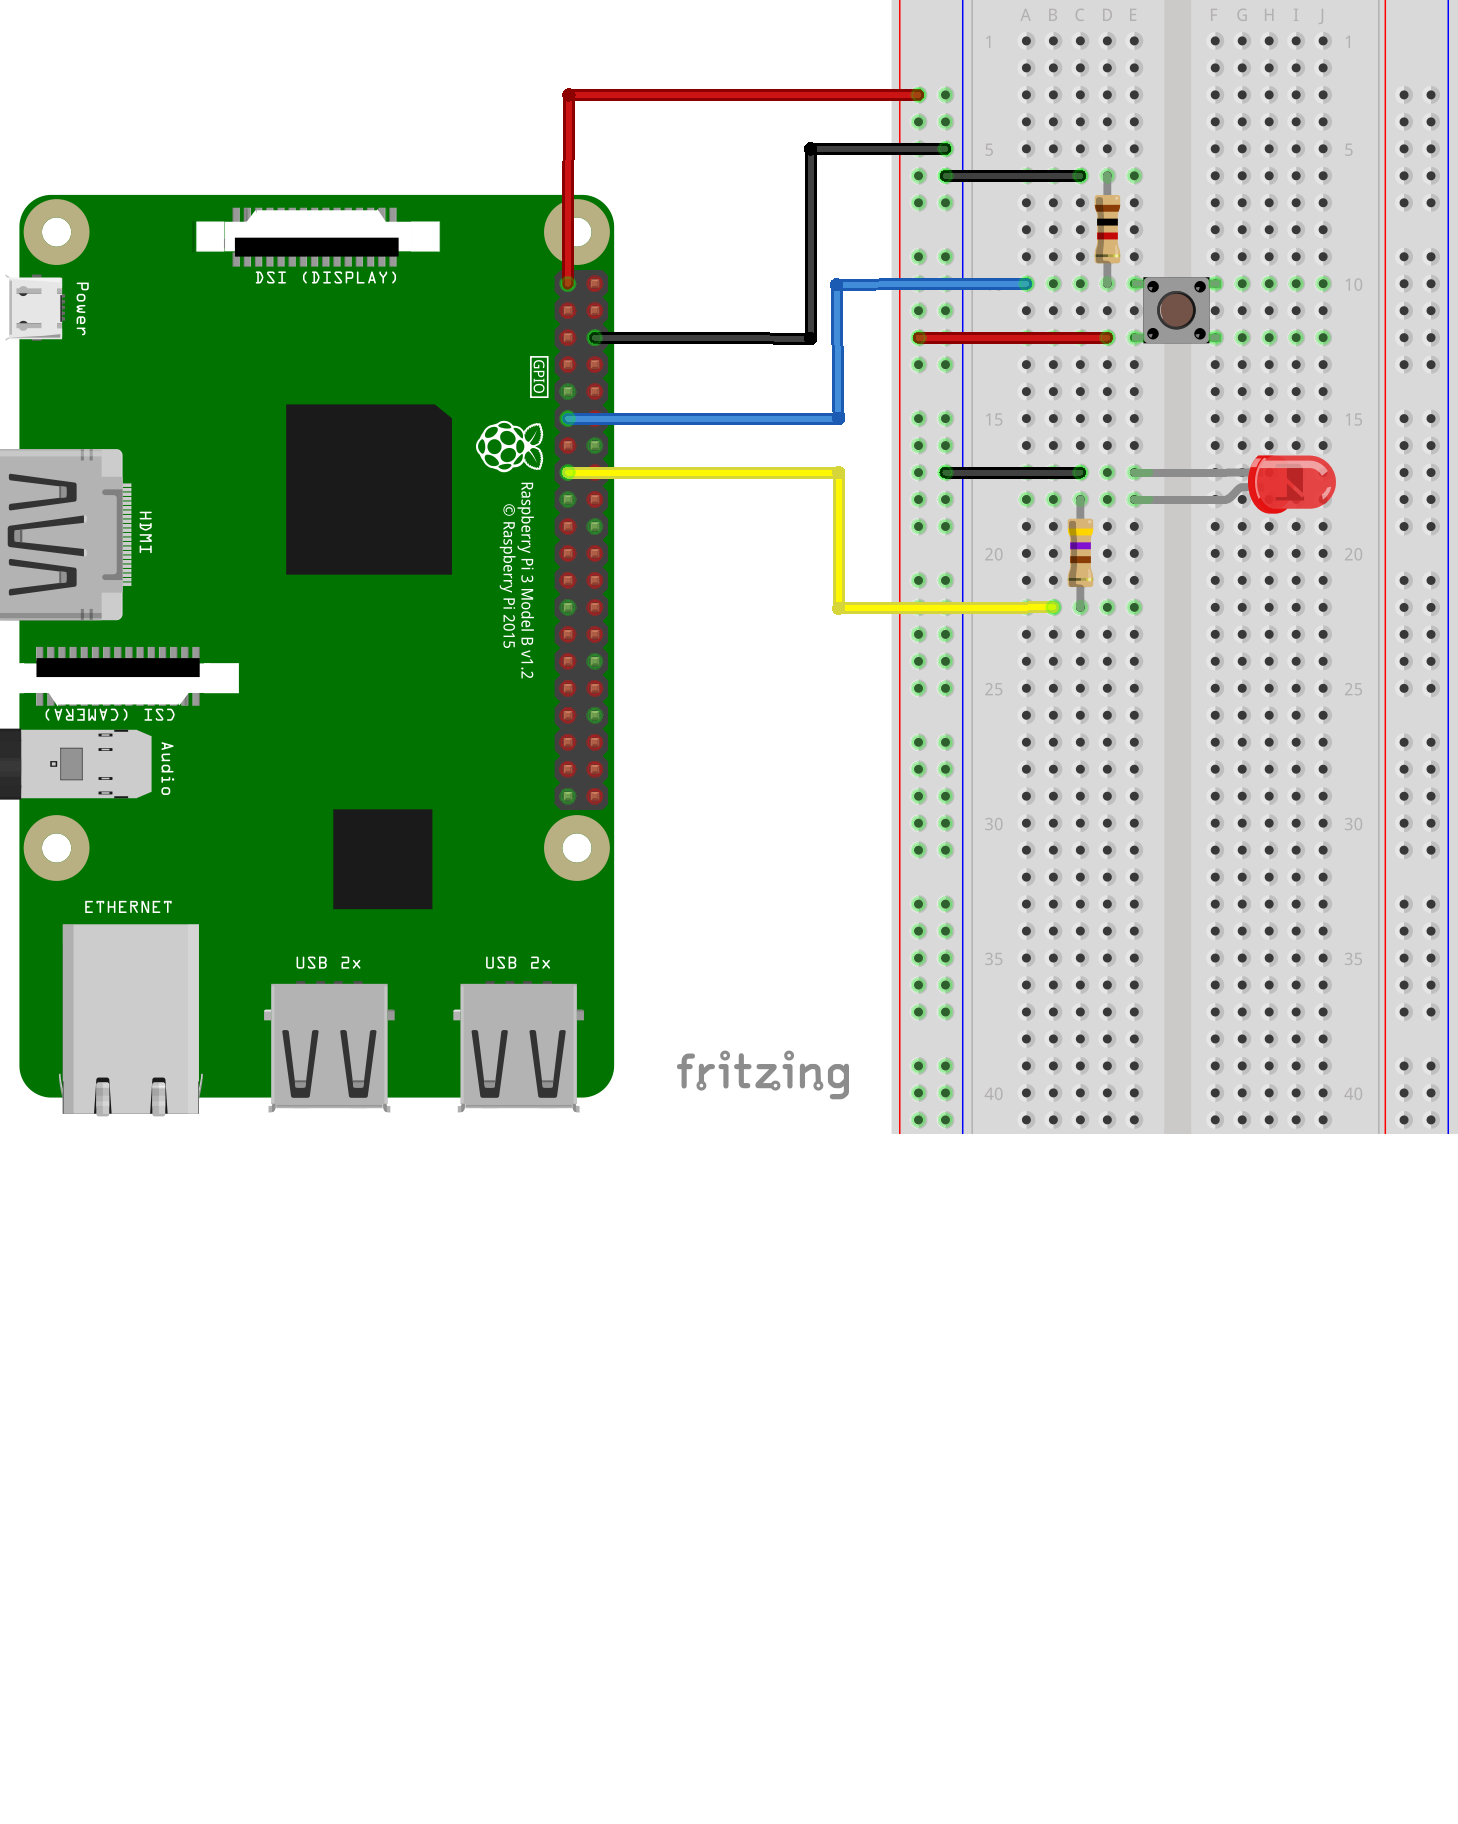 A B C D E F G H I J
1 1
5 5
DSI (DISPLAY)
Power
10 10
GPIO
15 15
HDMI
Raspberry Pi 3 Model B v1.2
© Raspberry Pi 2015
20 20
25 25
CSI (CAMERA)
Audio
30 30
ETHERNET
USB 2x USB 2x
35 35
fritzing
40 40